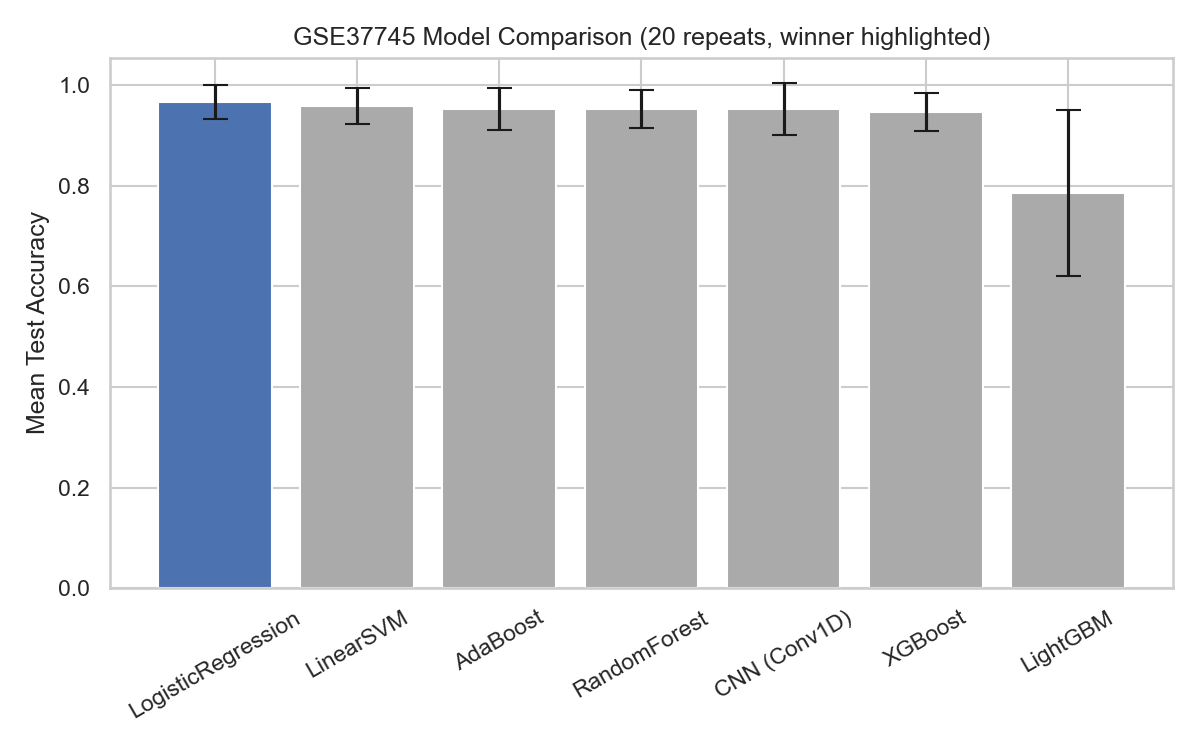 GSE37745 Model Comparison (20 repeats, winner highlighted)
Mean Test Accuracy
1.0
0.8
0.6
0.4
0.2
0.0
LogisticRegression
LinearSVM
AdaBoost
RandomForest
CNN (Conv1D)
XGBoost
LightGBM